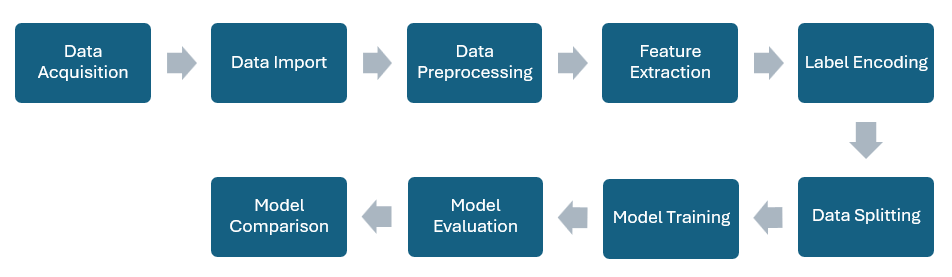 Data
Acquisition
Data Import
Data
Preprocessing
Feature
Extraction
Label Encoding
Data Splitting
Model Training
Model
Evaluation
Model
Comparison